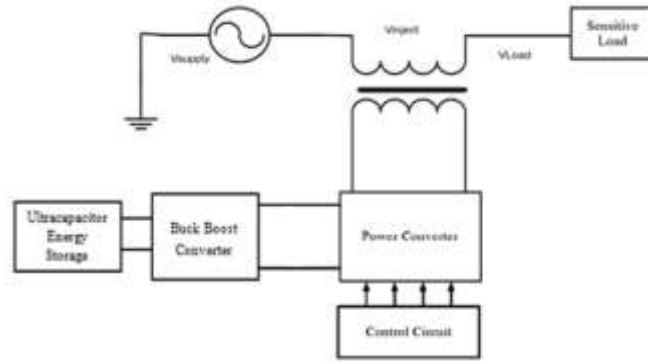 Sensitive
Load
Vinject
Vsupply
VLoad
Ultracapacitor
Energy
Storage
Buck Boost
Converter
Power Converter
Control Circuit